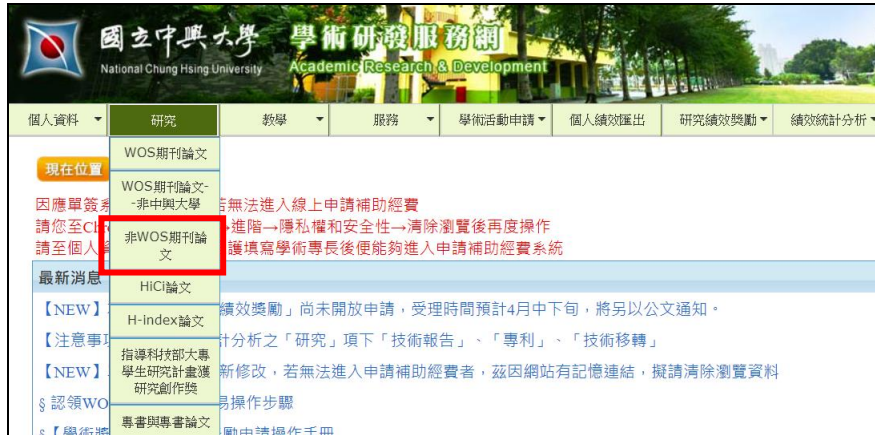 國立中興大學 學術研發服務網
National Chung Hsing University Academic Research & Development
個人資料 研究 教學 服務 學術活動申請 個人績效匯出 研究績效獎勵 績效統計分析
WOS期刊論文
現在位置
WOS期刊論文-
-非中興大學
因應單簽 若無法進入線上申請補助經費
請您至Ch →進階→隱私權和安全性→清除瀏覽後再度操作
非WOS期刊論
文
請至個人 護填寫學術專長後便能夠進入申請補助經費系統
最新消息
HiCi論文
【NEW】 績效獎勵」尚未開放申請，受理時間預計4月中下旬，將另以公文通知。
H-index論文
【注意事 計分析之「研究」項下「技術報告」、「專利」、「技術移轉」
指導科技部大專
學生研究計畫獲
研究創作獎
【NEW】 新修改，若無法進入申請補助經費者，茲因網站有記憶連結，擬請清除瀏覽資料
§ 認領WO 易操作步驟
專書與專書論文
§【學術獎 勵申請操作手冊